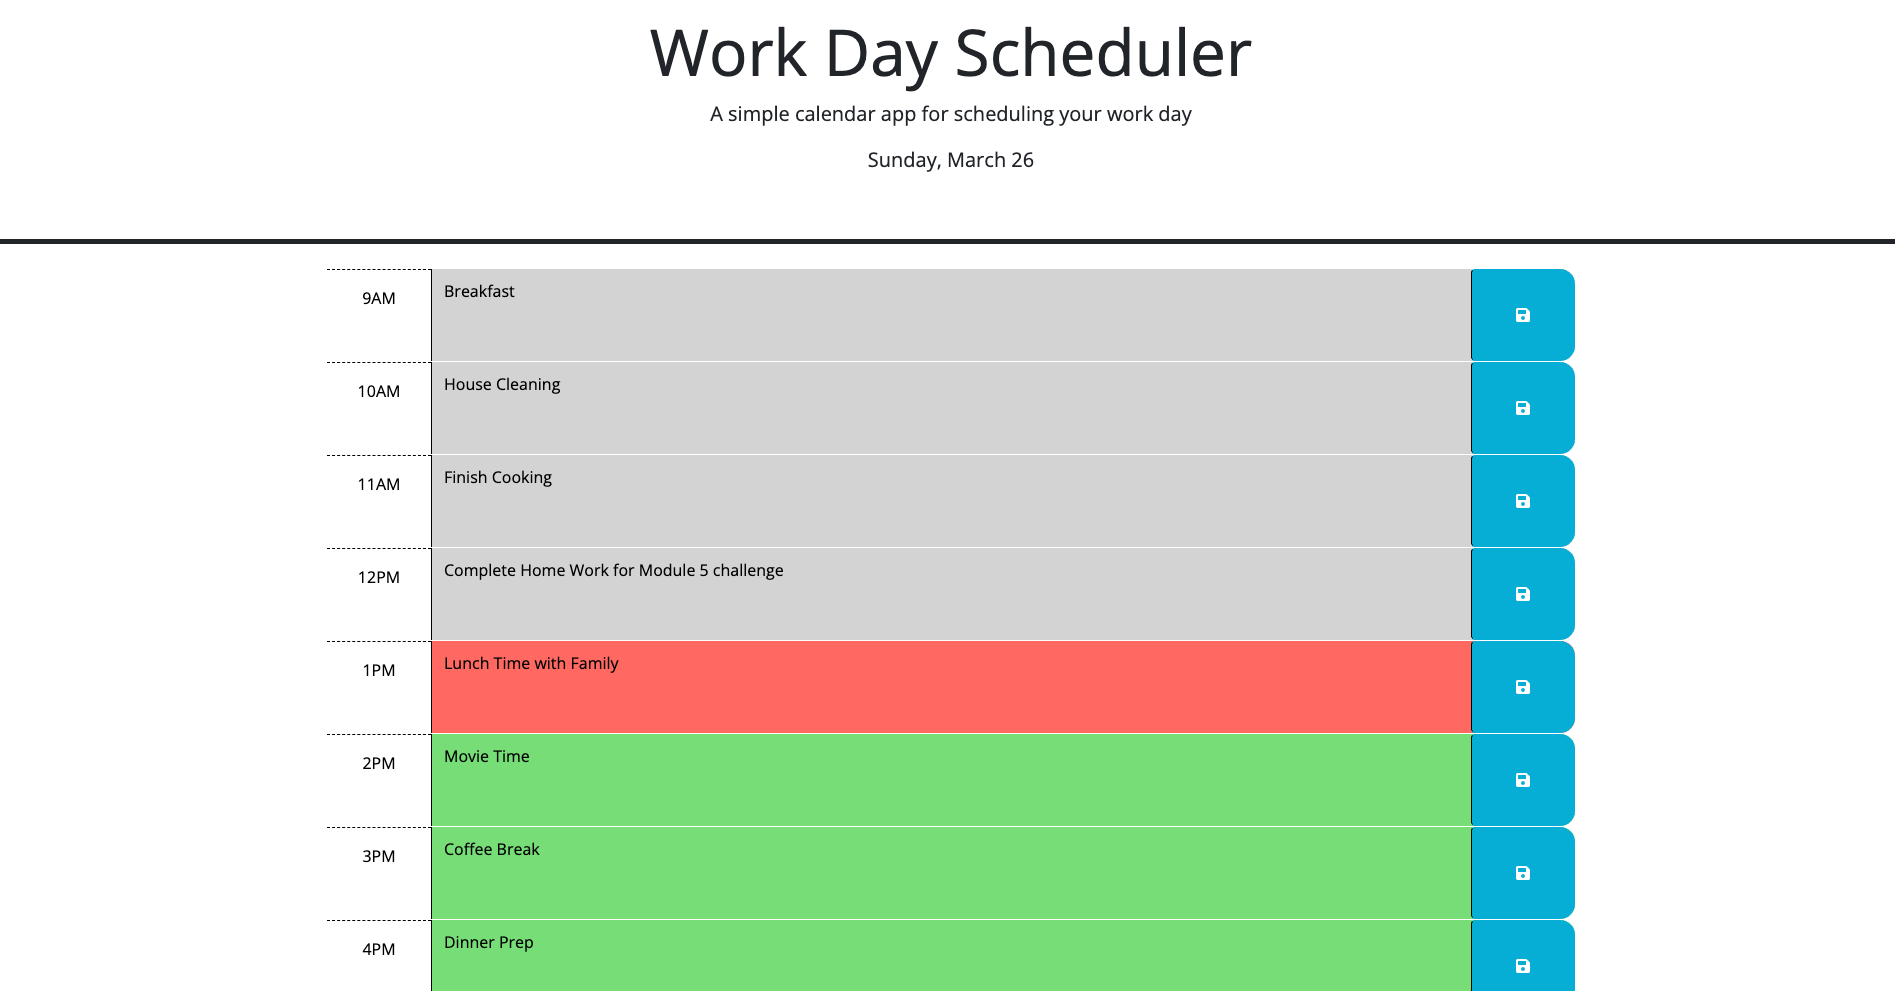 Work Day Scheduler
A simple calendar app for scheduling your work day
Sunday, March 26
9AM
Breakfast
10AM
House Cleaning
11AM
Finish Cooking
12PM
Complete Home Work for Module 5 challenge
1PM
Lunch Time with Family
2PM
Movie Time
3PM
Coffee Break
4PM
Dinner Prep